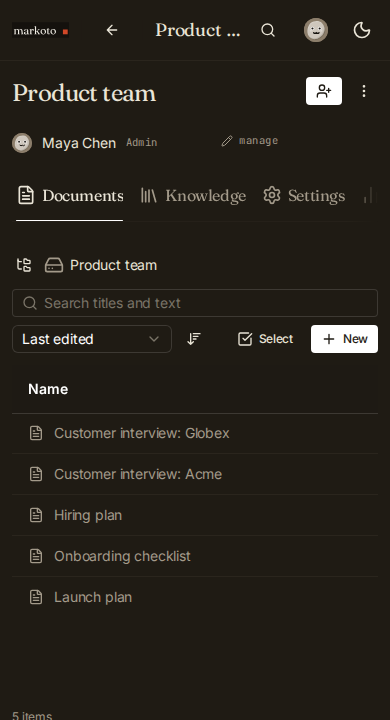 markoto
Product ...
Product team
Maya Chen Admin manage
Documents Knowledge Settings
Product team
Search titles and text
Last edited Select New
Name
Customer interview: Globex
Customer interview: Acme
Hiring plan
Onboarding checklist
Launch plan
5 items